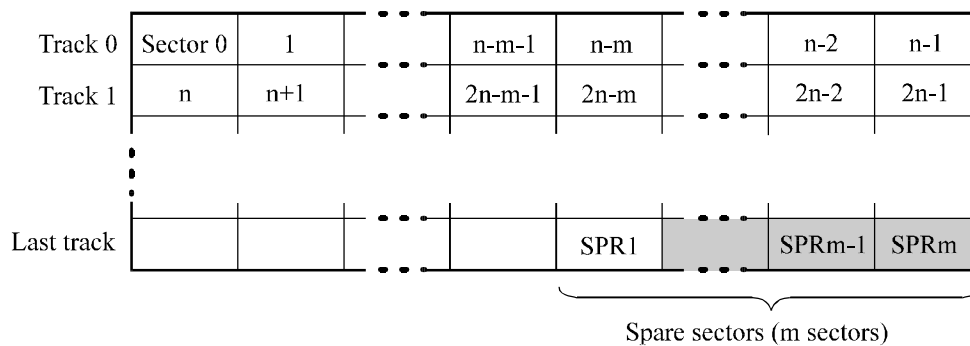 Track 0 Sector 0 1 n-m-1 n-m n-2 n-1
Track 1 n n+1 2n-m-1 2n-m 2n-2 2n-1
Last track SPR1 SPRm-1 SPRm
Spare sectors (m sectors)